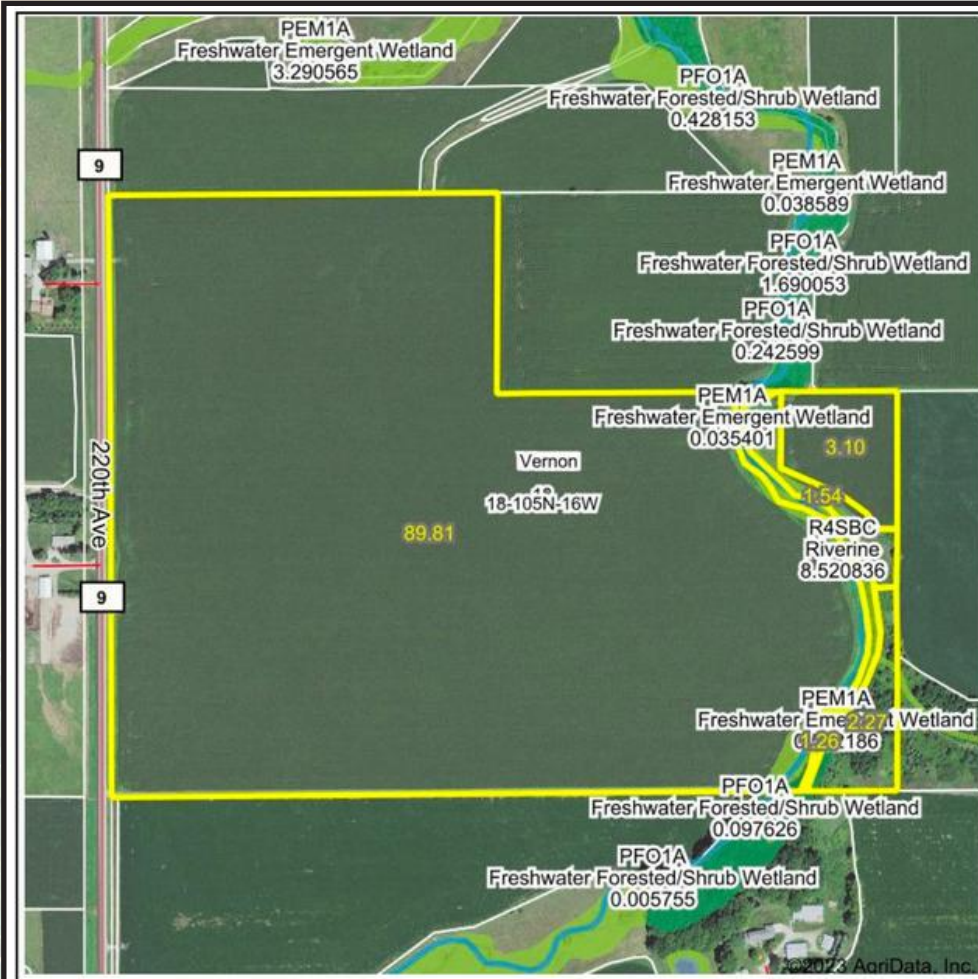 PEM1A
Freshwater Emergent Wetland
3.290565
PFO1A
Freshwater Forested/Shrub Wetland
0.428153
9
PEM1A
Freshwater Emergent Wetland
0.038589
PFO1A
Freshwater Forested/Shrub Wetland
1.690053
PFO1A
Freshwater Forested/Shrub Wetland
0.242599
PEM1A
Freshwater Emergent Wetland
0.035401
3.10
220th Ave
Vernon
18-105N-16W
1.54
89.81
R4SBC
Riverine
8.520836
9
PEM1A
Freshwater Wetland
2.27
1.26
PFO1A
Freshwater Forested/Shrub Wetland
0.097626
PFO1A
Freshwater Forested/Shrub Wetland
0.005755
©2023 AgriData, Inc